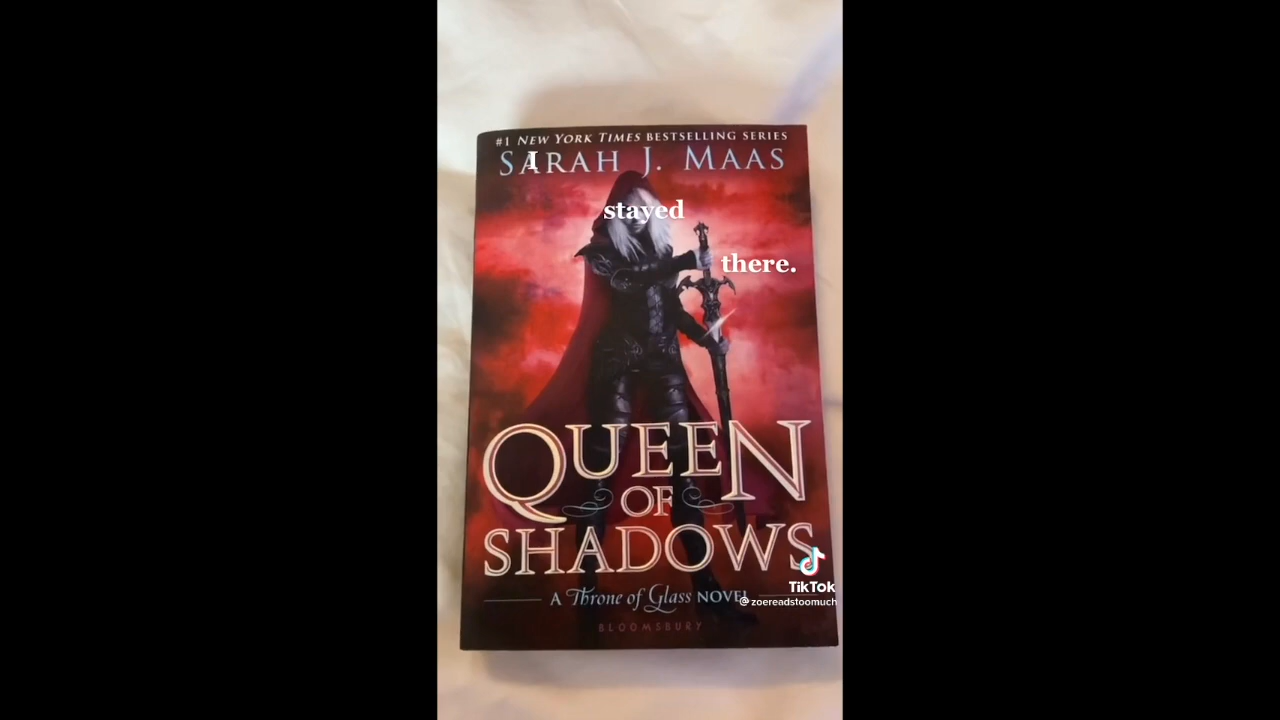 #1 NEW YORK TIMES BESTSELLING SERIES
SARAH J. MAAS
I
stayed
there.
QUEEN
OF
SHADOWS
A Throne of Glass NOVEL
BLOOMSBURY
TikTok
@zoereadstoomuch